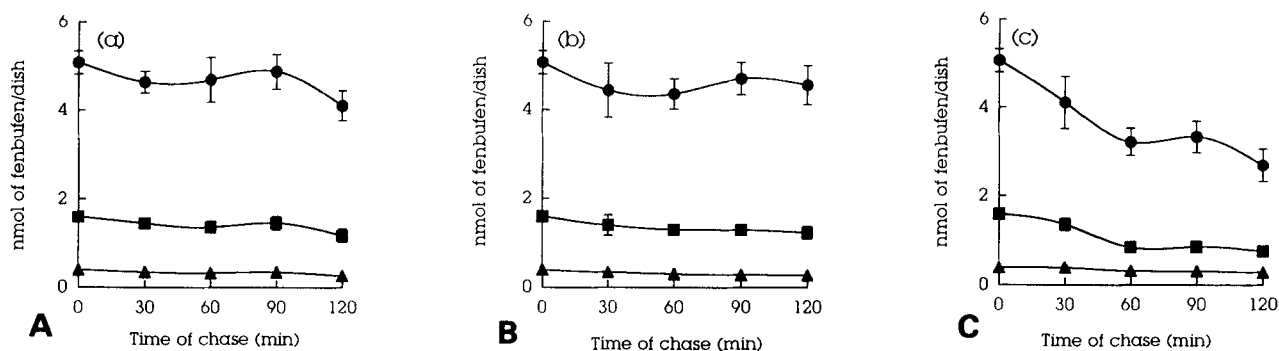 (a)
6
4
2
0
nmol of fenbufen/dish
0 30 60 90 120
Time of chase (min)
A
(b)
6
4
2
0
nmol of fenbufen/dish
0 30 60 90 120
Time of chase (min)
B
(c)
6
4
2
0
nmol of fenbufen/dish
0 30 60 90 120
Time of chase (min)
C